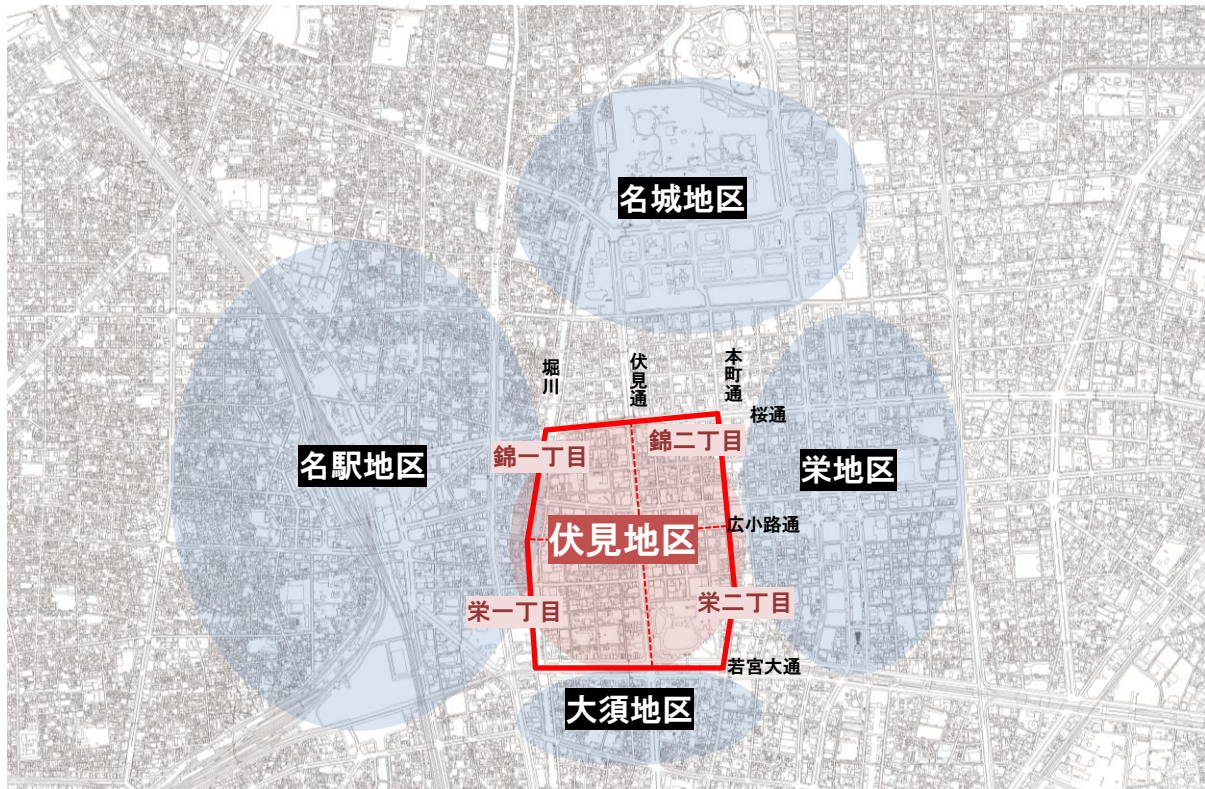 名城地区
堀川
伏見通
本町通
桜通
錦一丁目
錦二丁目
名駅地区
栄地区
広小路通
伏見地区
栄一丁目
栄二丁目
若宮大通
大須地区